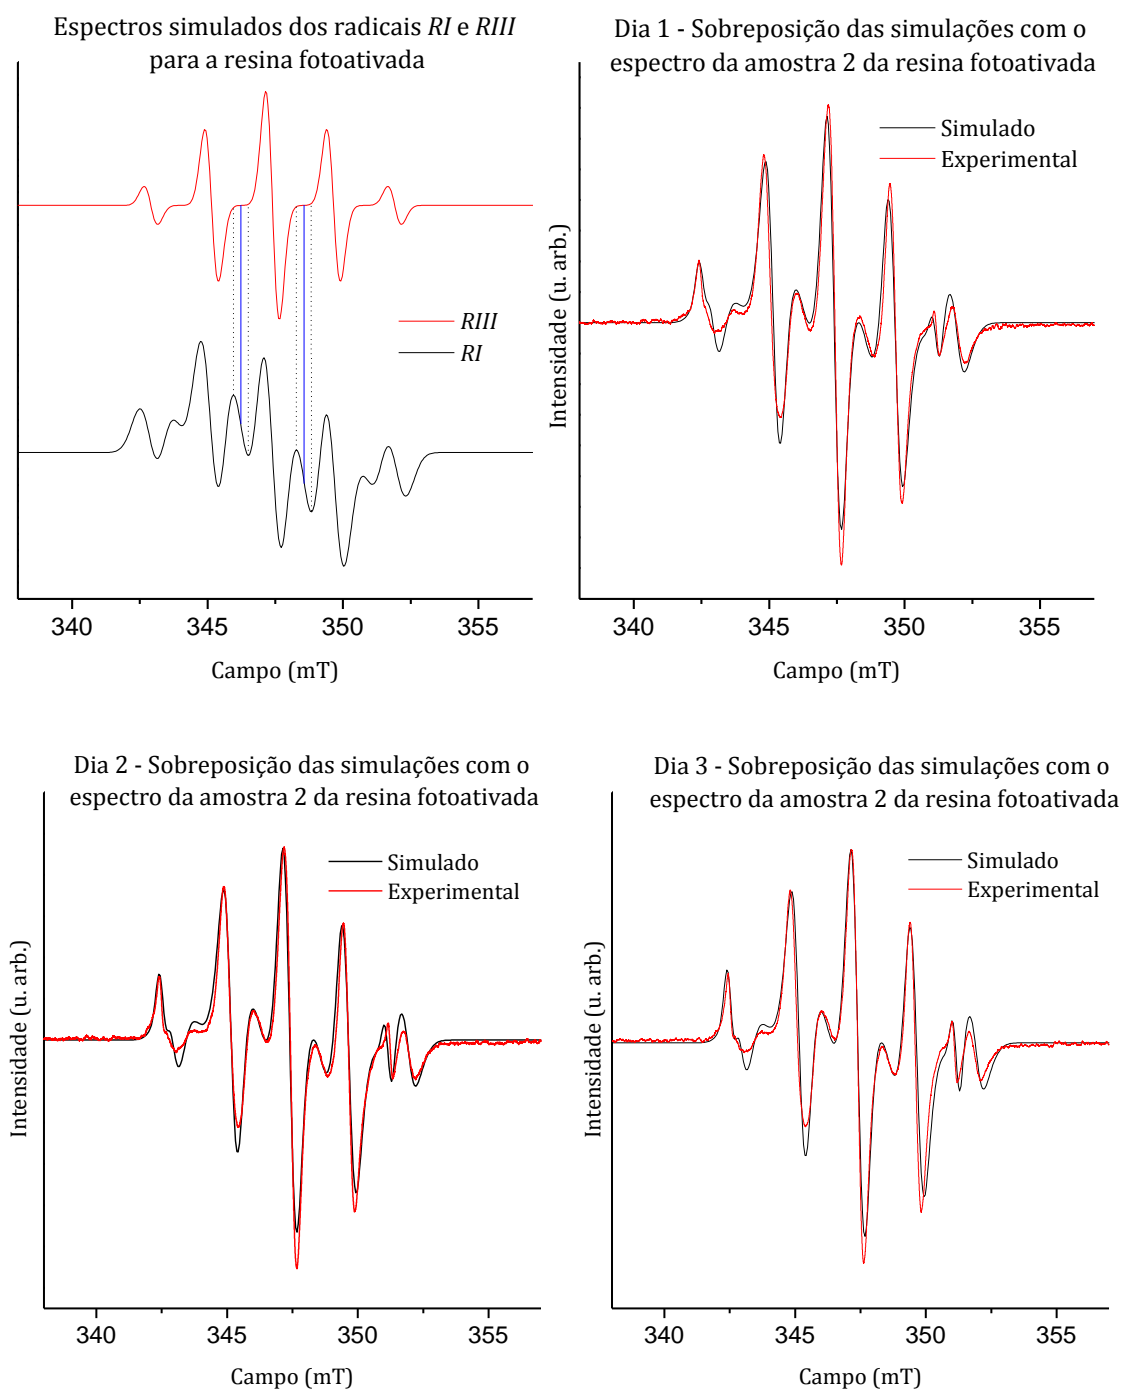 Espectros simulados dos radicais RI e RIII
para a resina fotoativada
RIII
RI
340 345 350 355
Campo (mT)
Dia 1 - Sobreposição das simulações com o
espectro da amostra 2 da resina fotoativada
Simulado
Experimental
Intensidade (u. arb.)
340 345 350 355
Campo (mT)
Dia 2 - Sobreposição das simulações com o
espectro da amostra 2 da resina fotoativada
Simulado
Experimental
Intensidade (u. arb.)
340 345 350 355
Campo (mT)
Dia 3 - Sobreposição das simulações com o
espectro da amostra 2 da resina fotoativada
Simulado
Experimental
Intensidade (u. arb.)
340 345 350 355
Campo (mT)